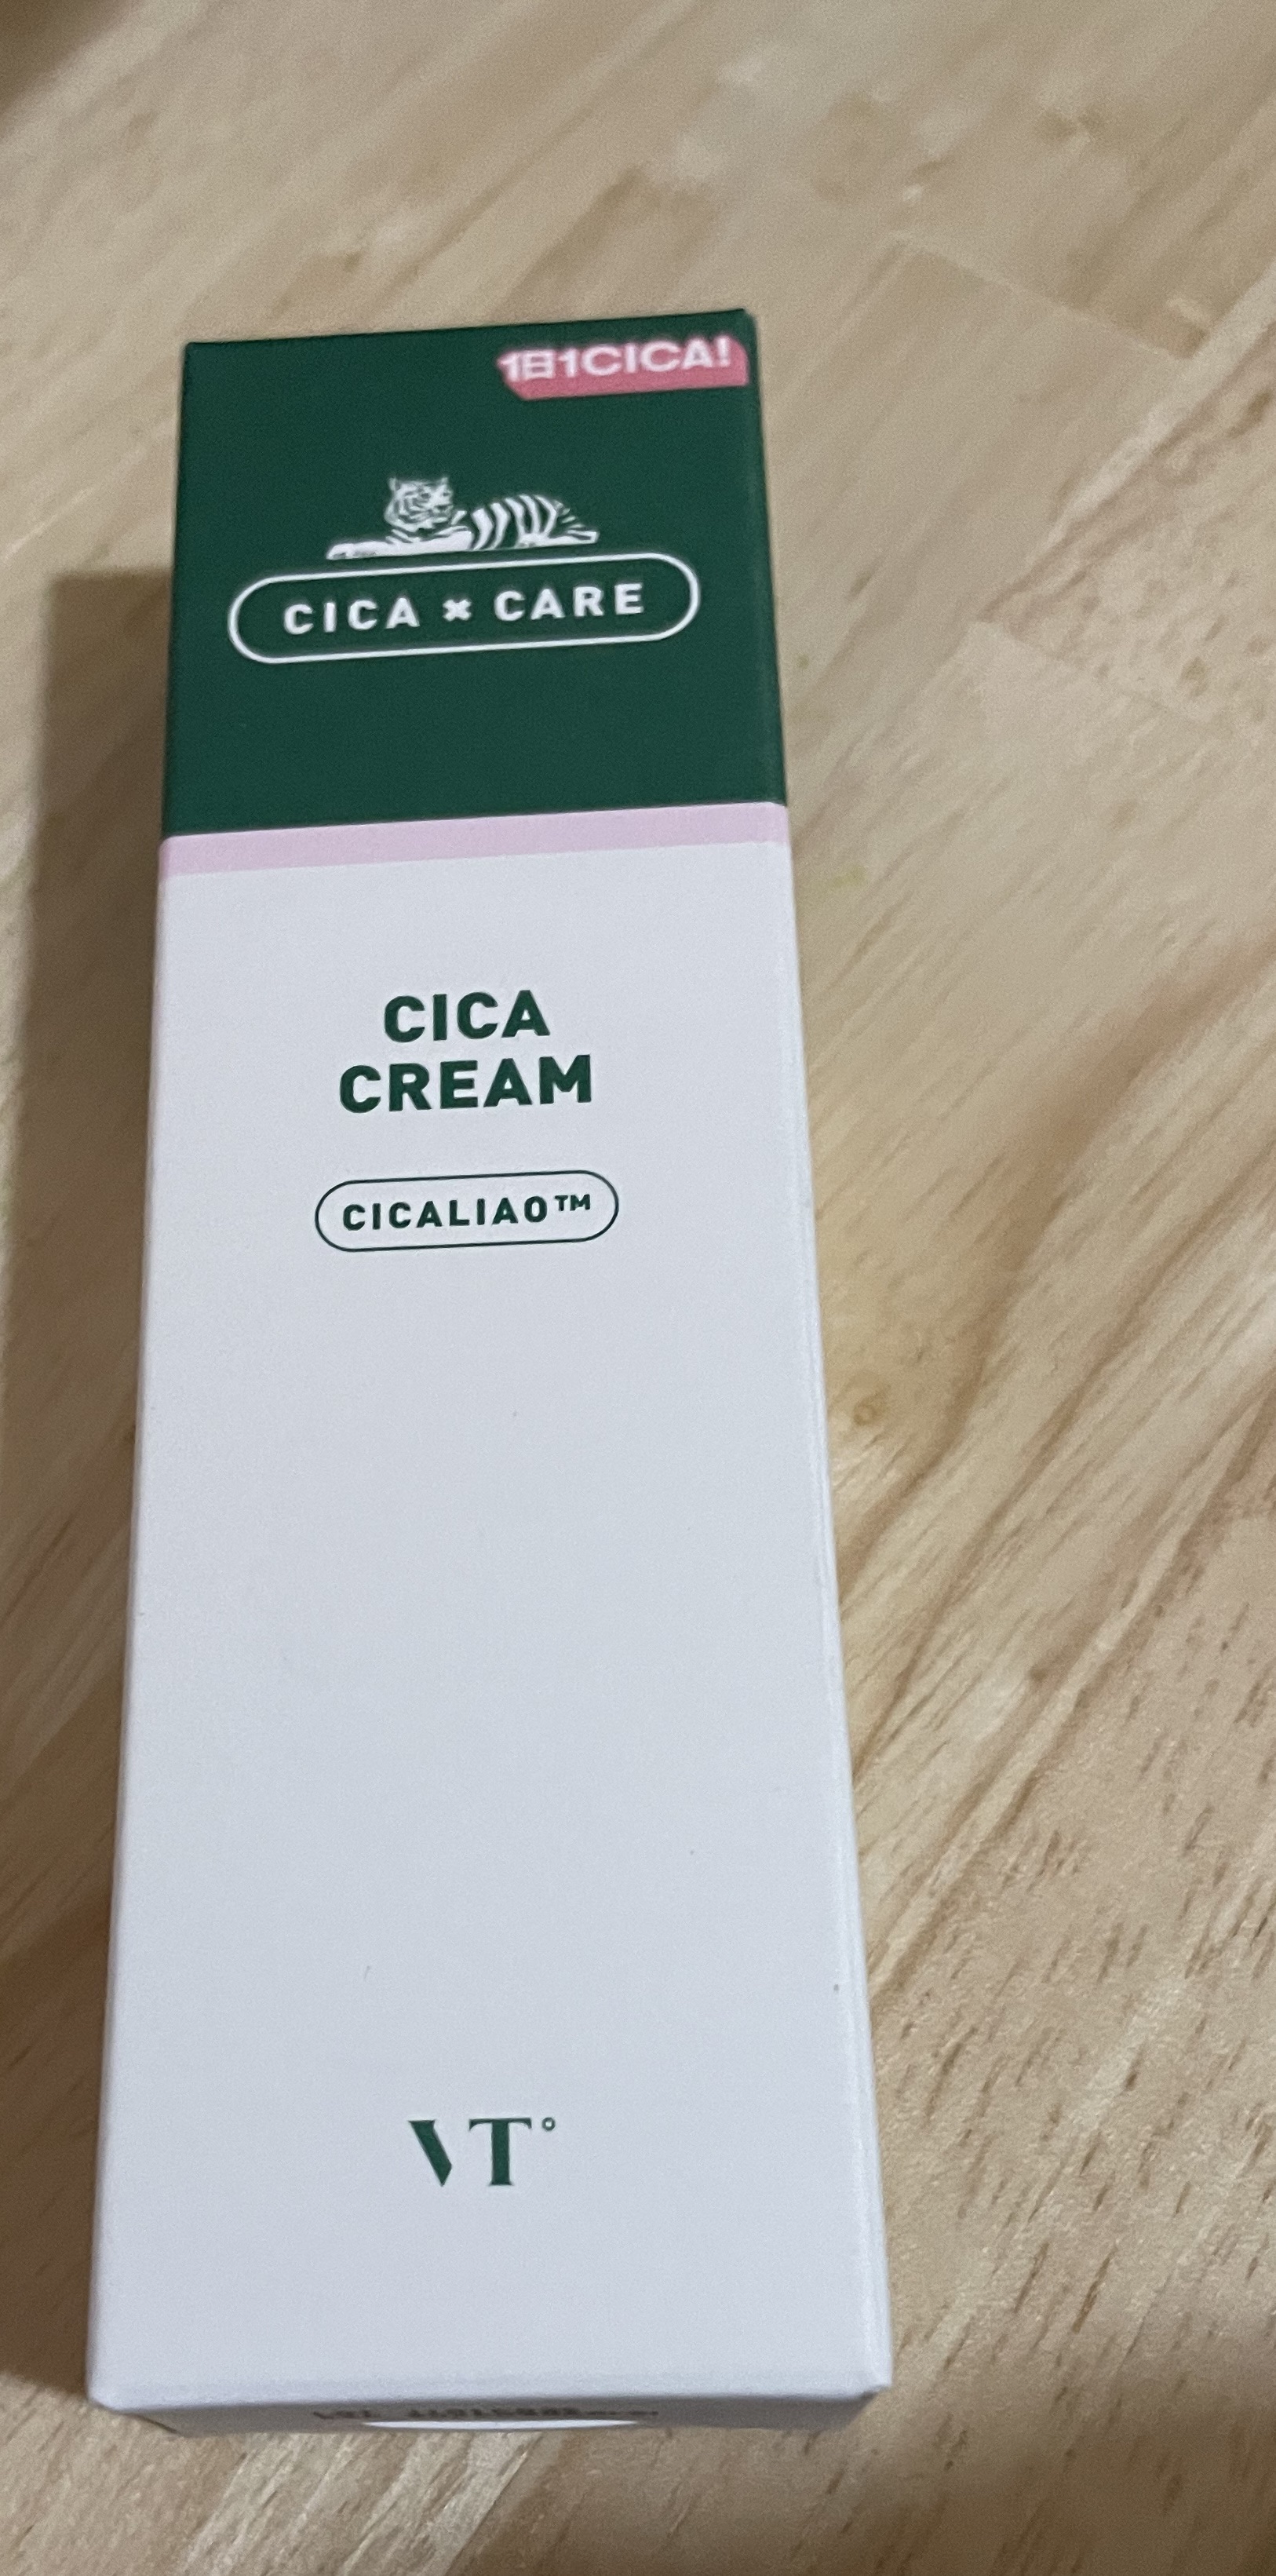 1日1CICA!
CICA × CARE
CICA
CREAM
CICALIAO™
VT°